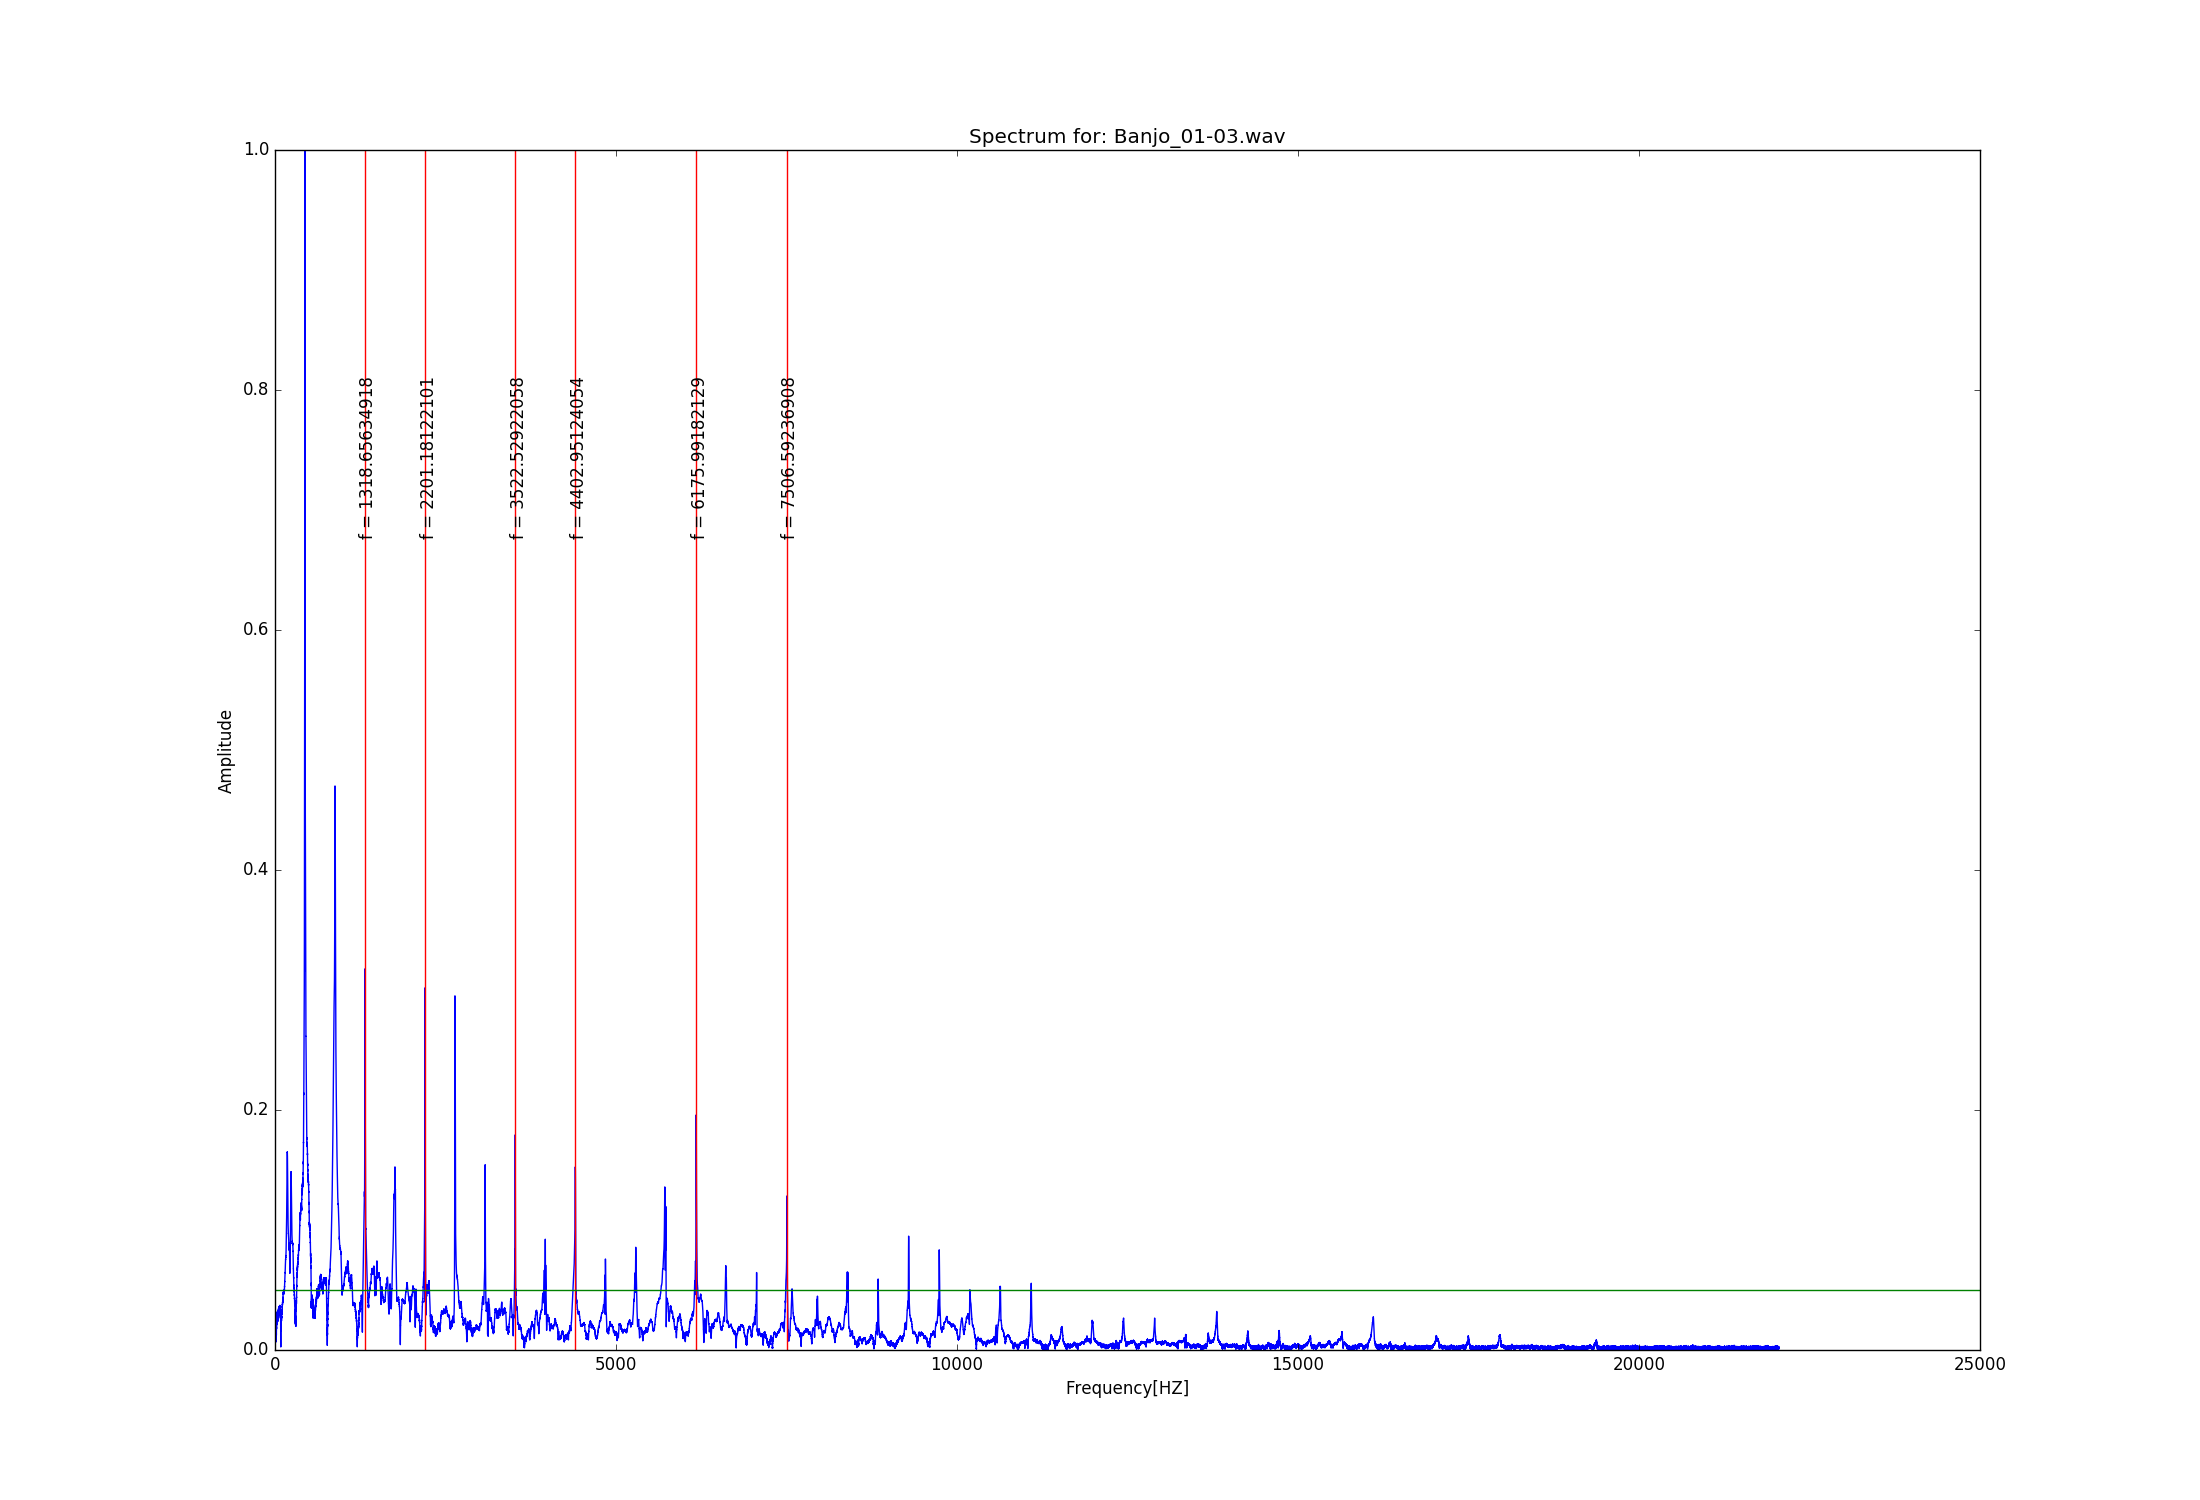 Spectrum for: Banjo_01-03.wav
1.0
0.8
0.6
0.4
0.2
0.0
Amplitude
f = 1318.65634918
f = 2201.18122101
f = 3522.52922058
f = 4402.95124054
f = 6175.99182129
f = 7506.59236908
0
5000
10000
15000
20000
25000
Frequency[HZ]